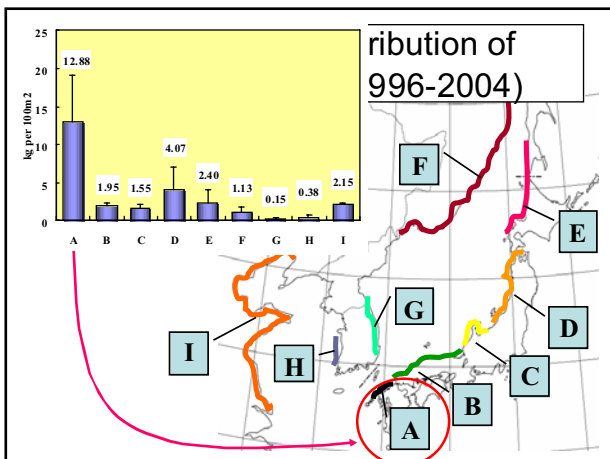 ribution of
996-2004)
kg per 100m2
25
20
15
10
5
0
12.88
1.95
1.55
4.07
2.40
1.13
0.15
0.38
2.15
A B C D E F G H I
F
E
G
I
D
H
C
B
A